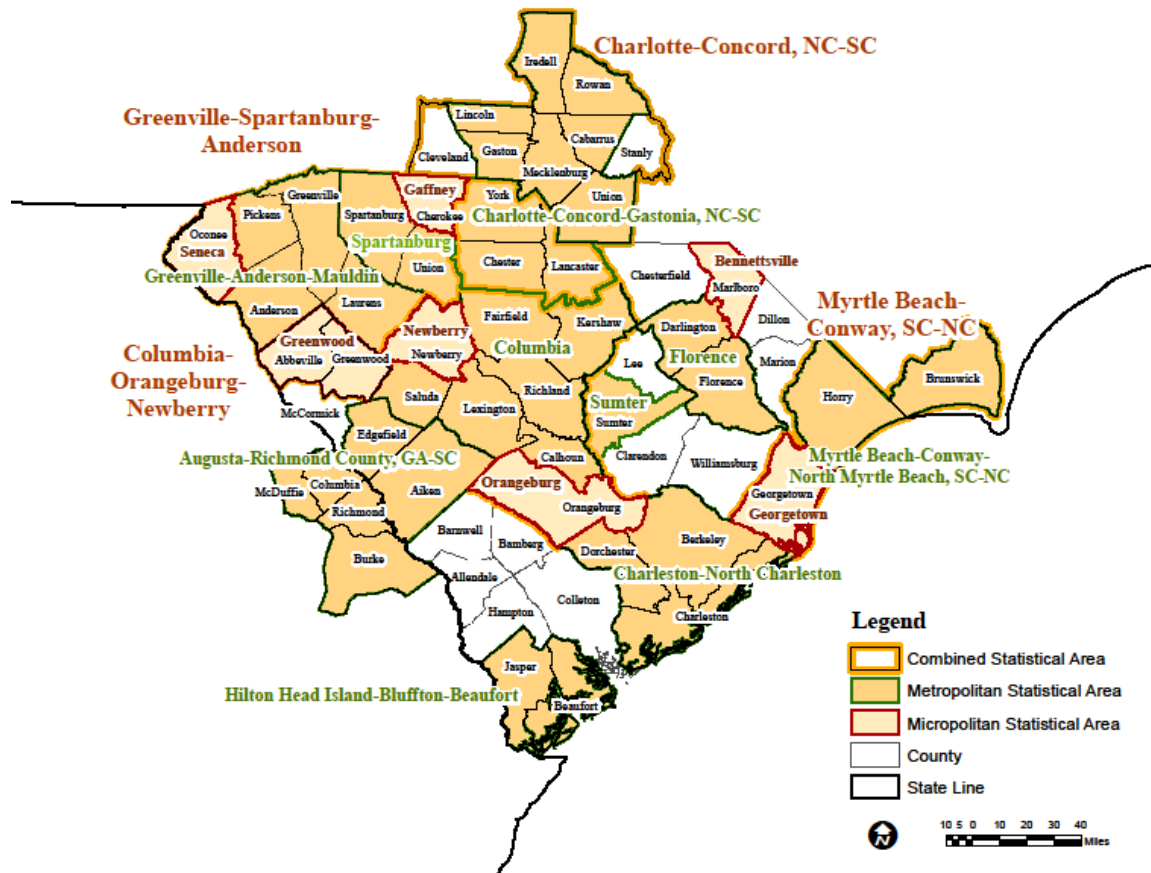 Charlotte-Concord, NC-SC
Iredell
Rowan
Greenville-Spartanburg-
Anderson
Lincoln
Cabarrus
Gaston
Stanly
Cleveland
Mecklenburg
Gaffney
York
Union
Greenville
Pickens
Spartanburg
Cherokee
Charlotte-Concord-Gastonia, NC-SC
Oconee
Seneca
Spartanburg
Union
Chester
Lancaster
Chesterfield
Bennettsville
Marlboro
Greenville-Anderson-Mauldin
Anderson
Laurens
Fairfield
Kershaw
Darlington
Dillon
Myrtle Beach-
Conway, SC-NC
Greenwood
Newberry
Columbia
Abbeville
Greenwood
Newberry
Lee
Florence
Marion
Brunswick
Columbia-
Orangeburg-
Newberry
Saluda
Richland
Florence
Horry
McCormick
Lexington
Sumter
Sumter
Edgefield
Augusta-Richmond County, GA-SC
Calhoun
Clarendon
Williamsburg
Myrtle Beach-Conway-
North Myrtle Beach, SC-NC
McDuffie
Columbia
Aiken
Orangeburg
Orangeburg
Georgetown
Georgetown
Richmond
Barnwell
Bamberg
Berkeley
Burke
Dorchester
Allendale
Charleston-North Charleston
Colleton
Hampton
Charleston
Jasper
Hilton Head Island-Bluffton-Beaufort
Beaufort
Legend
Combined Statistical Area
Metropolitan Statistical Area
Micropolitan Statistical Area
County
State Line
10 5 0 10 20 30 40
Miles